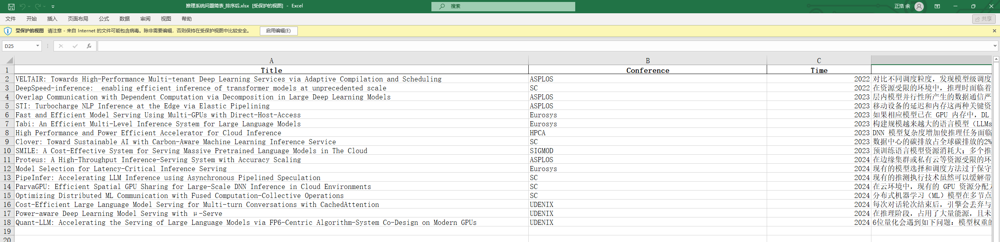 推理系统问题简表_排序后.xlsx [受保护的视图] - Excel
搜索
正浩 余
文件 开始 插入 页面布局 公式 数据 审阅 视图 帮助
共享
受保护的视图 请注意 - 来自 Internet 的文件可能包含病毒。除非需要编辑，否则保持在受保护视图中比较安全。 启用编辑(E)
D25 fx
A B C
1 Title Conference Time
2 VELTAIR: Towards High-Performance Multi-tenant Deep Learning Services via Adaptive Compilation and Scheduling ASPLOS 2022 对比不同调度粒度，发现模型级调度
3 DeepSpeed-inference: enabling efficient inference of transformer models at unprecedented scale SC 2022 在资源受限的环境中，推理时面临着
4 Overlap Communication with Dependent Computation via Decomposition in Large Deep Learning Models ASPLOS 2023 层内模型并行性所产生的数据通信严
5 STI: Turbocharge NLP Inference at the Edge via Elastic Pipelining ASPLOS 2023 移动设备的延迟和内存这两种关键资
6 Fast and Efficient Model Serving Using Multi-GPUs with Direct-Host-Access Eurosys 2023 如果相应模型已在 GPU 内存中，DL
7 Tabi: An Efficient Multi-Level Inference System for Large Language Models Eurosys 2023 构建规模越来越大的语言模型（LLMs
8 High Performance and Power Efficient Accelerator for Cloud Inference HPCA 2023 DNN 模型复杂度增加使推理任务面临
9 Clover: Toward Sustainable AI with Carbon-Aware Machine Learning Inference Service SC 2023 数据中心的碳排放占全球碳排放的2%
10 SMILE: A Cost-Effective System for Serving Massive Pretrained Language Models in The Cloud SIGMOD 2023 预训练语言模型资源消耗大；多个推
11 Proteus: A High-Throughput Inference-Serving System with Accuracy Scaling ASPLOS 2024 在边缘集群或私有云等资源受限的环
12 Model Selection for Latency-Critical Inference Serving Eurosys 2024 现有的模型选择和调度方法过于保守
13 PipeInfer: Accelerating LLM Inference using Asynchronous Pipelined Speculation SC 2024 现有的推测执行技术虽然可以缓解带
14 ParvaGPU: Efficient Spatial GPU Sharing for Large-Scale DNN Inference in Cloud Environments SC 2024 在云环境中，现有的 GPU 资源分配
15 Optimizing Distributed ML Communication with Fused Computation-Collective Operations SC 2024 分布式机器学习（ML）模型在多节点
16 Cost-Efficient Large Language Model Serving for Multi-turn Conversations with CachedAttention UDENIX 2024 每次对话轮次结束后，引擎会丢弃与
17 Power-aware Deep Learning Model Serving with μ-Serve UDENIX 2024 在推理阶段，占用了大量能源，且未
18 Quant-LLM: Accelerating the Serving of Large Language Models via FP6-Centric Algorithm-System Co-Design on Modern GPUs UDENIX 2024 6位量化会遇到如下问题：模型权重的
19
20